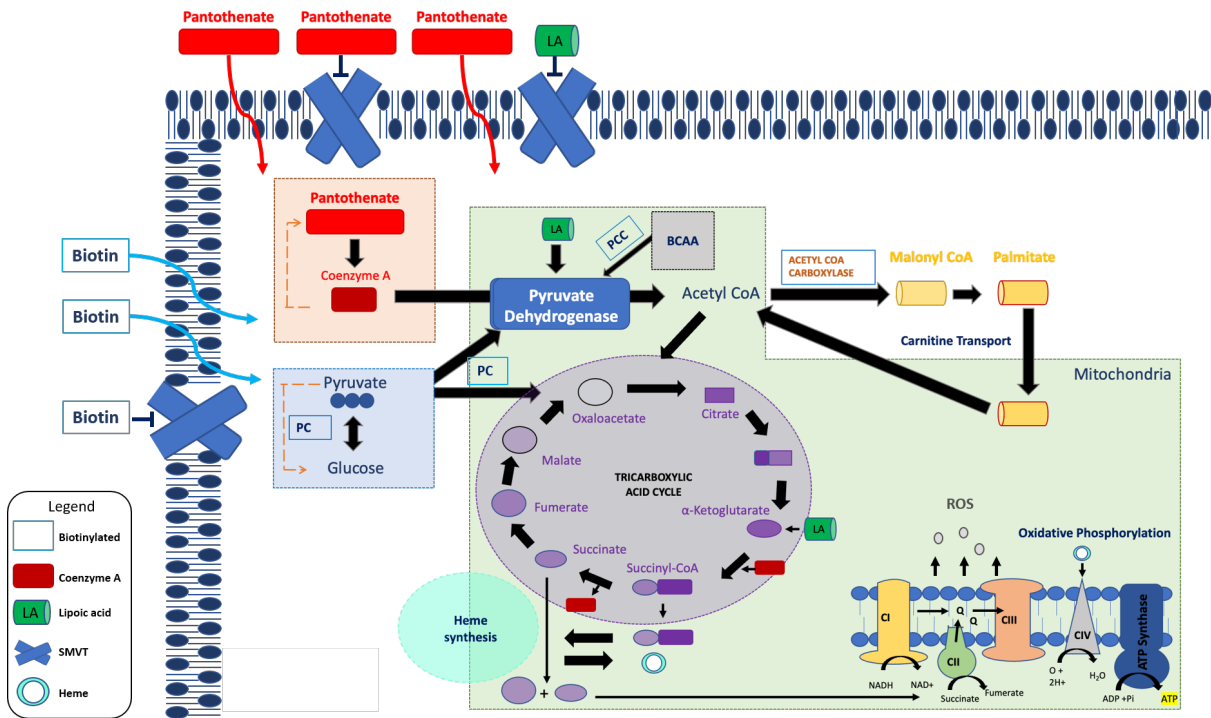 Pantothenate
Pantothenate
Pantothenate
LA
Biotin
Biotin
Biotin
Pantothenate
Coenzyme A
LA
PCC
BCAA
Pyruvate
Dehydrogenase
Acetyl CoA
ACETYL COA
CARBOXYLASE
Malonyl CoA
Palmitate
Carnitine Transport
Mitochondria
Pyruvate
PC
Glucose
PC
Oxaloacetate
Citrate
Malate
TRICARBOXYLIC
ACID CYCLE
Fumerate
α-Ketoglutarate
LA
Succinate
Succinyl-CoA
Heme
synthesis
+
ROS
Oxidative Phosphorylation
CI
Q
Q
CII
CIII
CIV
ATP Synthase
NADH
NAD+
Succinate
Fumerate
O +
2H+
H2O
ADP +Pi
ATP
Legend
Biotinylated
Coenzyme A
LA
Lipoic acid
SMVT
Heme